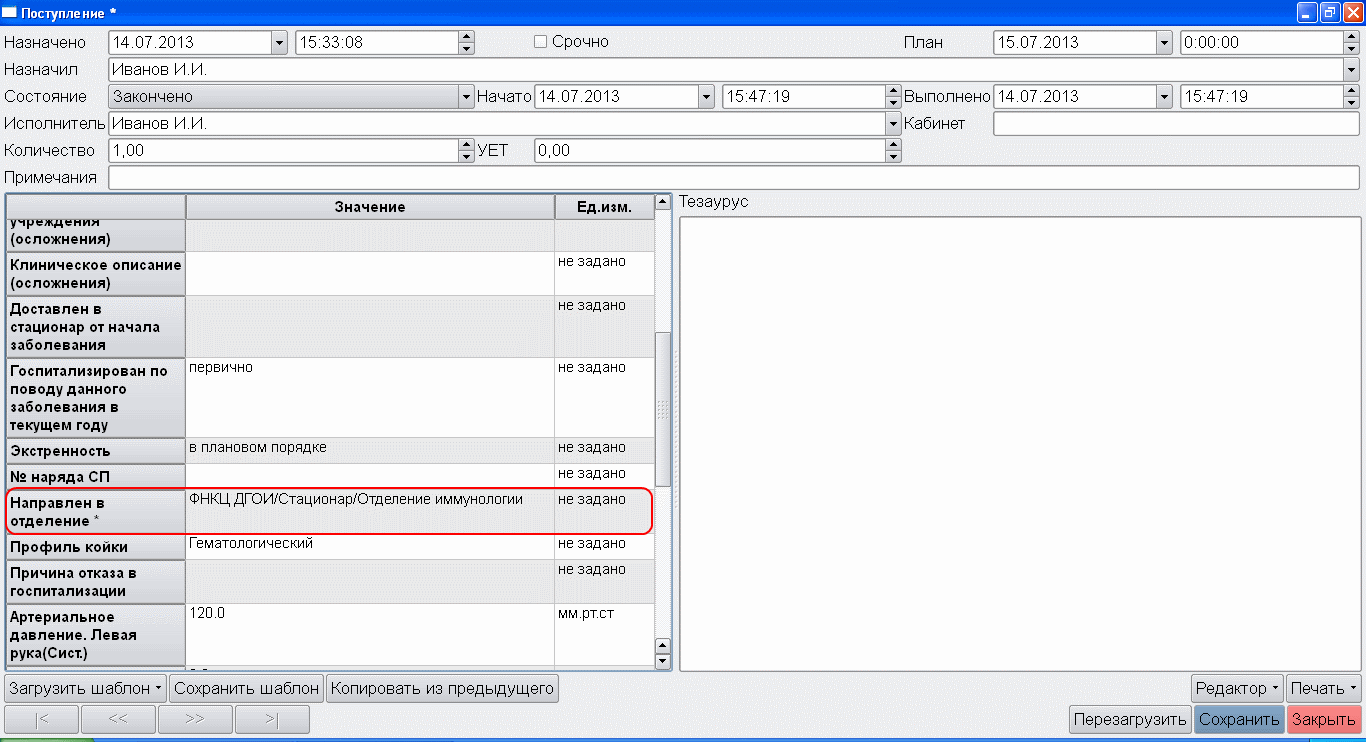 Поступление *
Назначено 14.07.2013 15:33:08 Срочно План 15.07.2013 0:00:00
Назначил Иванов И.И.
Состояние Закончено Начато 14.07.2013 15:47:19 Выполнено 14.07.2013 15:47:19
Исполнитель Иванов И.И. Кабинет
Количество 1,00 УЕТ 0,00
Примечания
Значение Ед.изм. Тезаурус
учреждения
(осложнения)
Клиническое описание не задано
(осложнения)
Доставлен в не задано
стационар от начала
заболевания
Госпитализирован по первично не задано
поводу данного
заболевания в
текущем году
Экстренность в плановом порядке не задано
№ наряда СП не задано
Направлен в ФНКЦ ДГОИ/Стационар/Отделение иммунологии не задано
отделение *
Профиль койки Гематологический не задано
Причина отказа в не задано
госпитализации
Артериальное 120.0 мм.рт.ст
давление. Левая
рука(Сист.)
Загрузить шаблон Сохранить шаблон Копировать из предыдущего Редактор Печать
|< << >> >| Перезагрузить Сохранить Закрыть